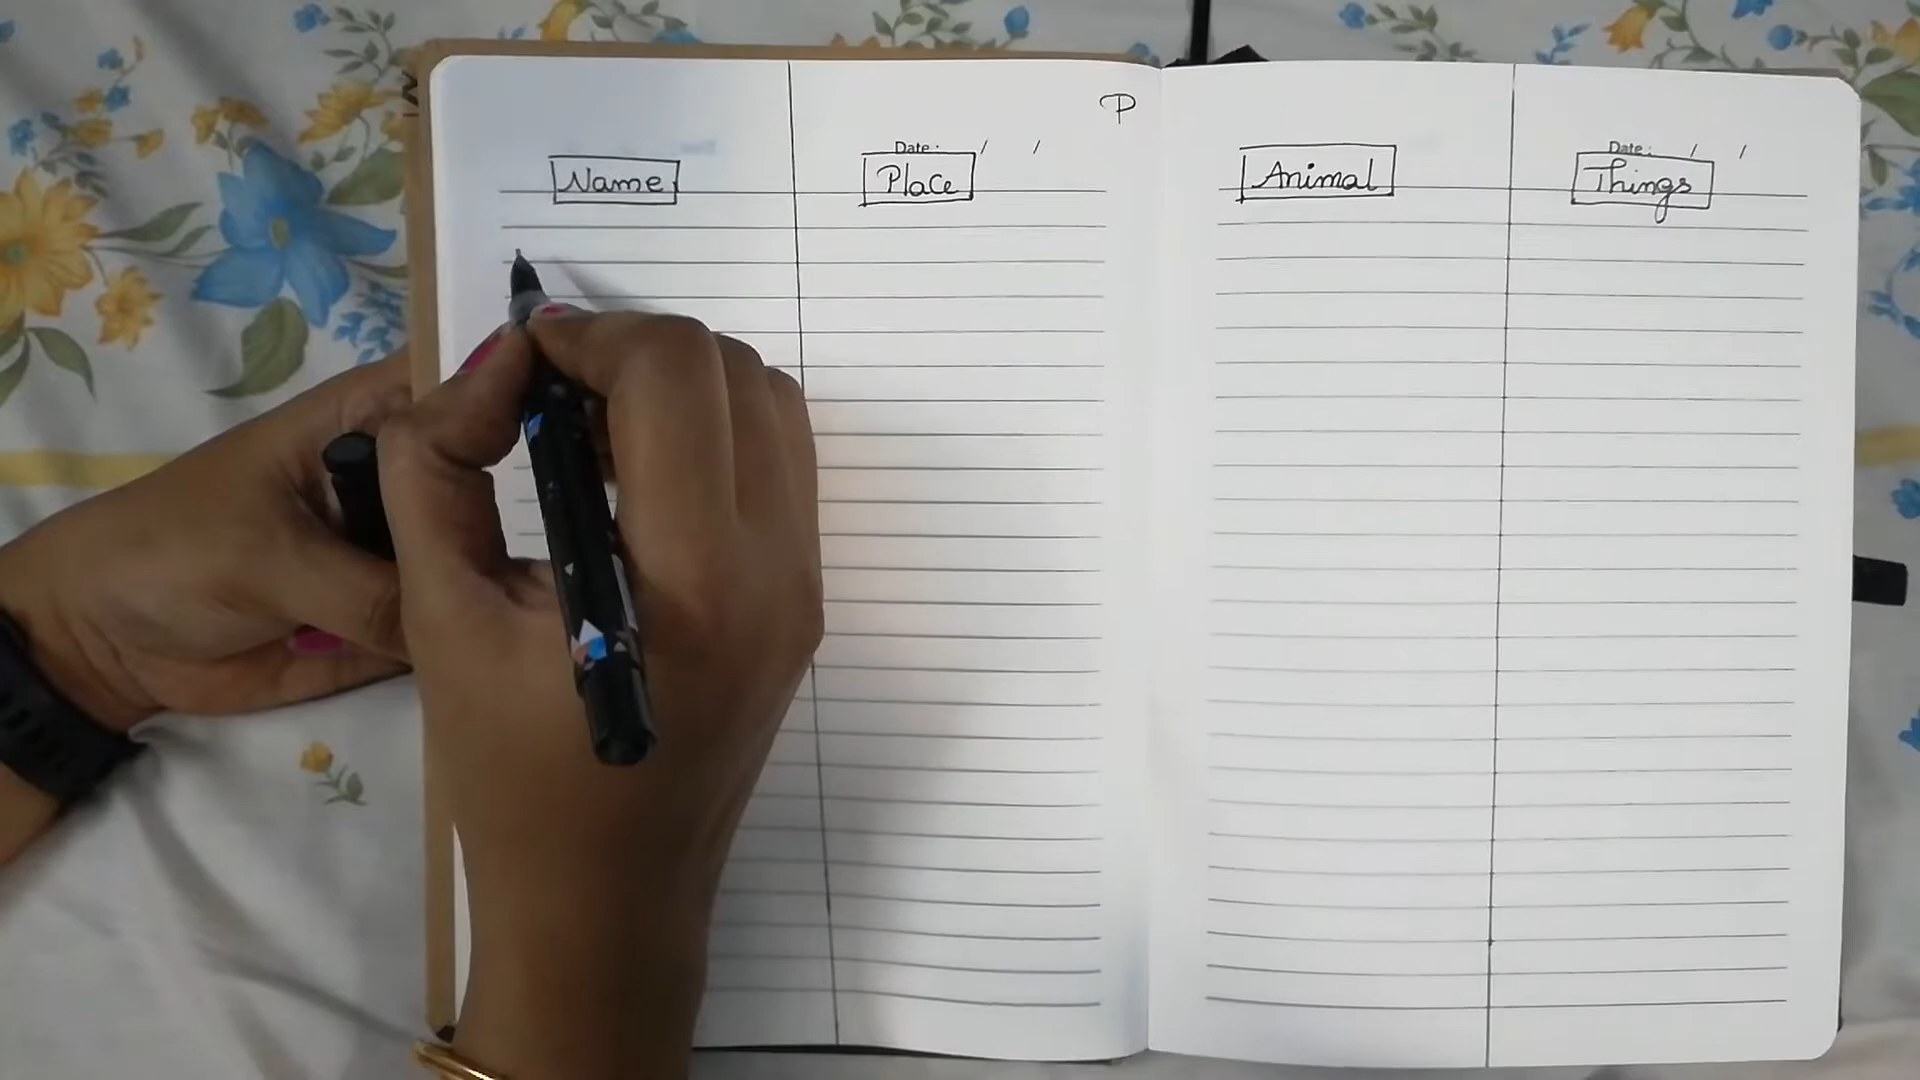 P
Date : / /
Name
Place
Date : / /
Animal
Things